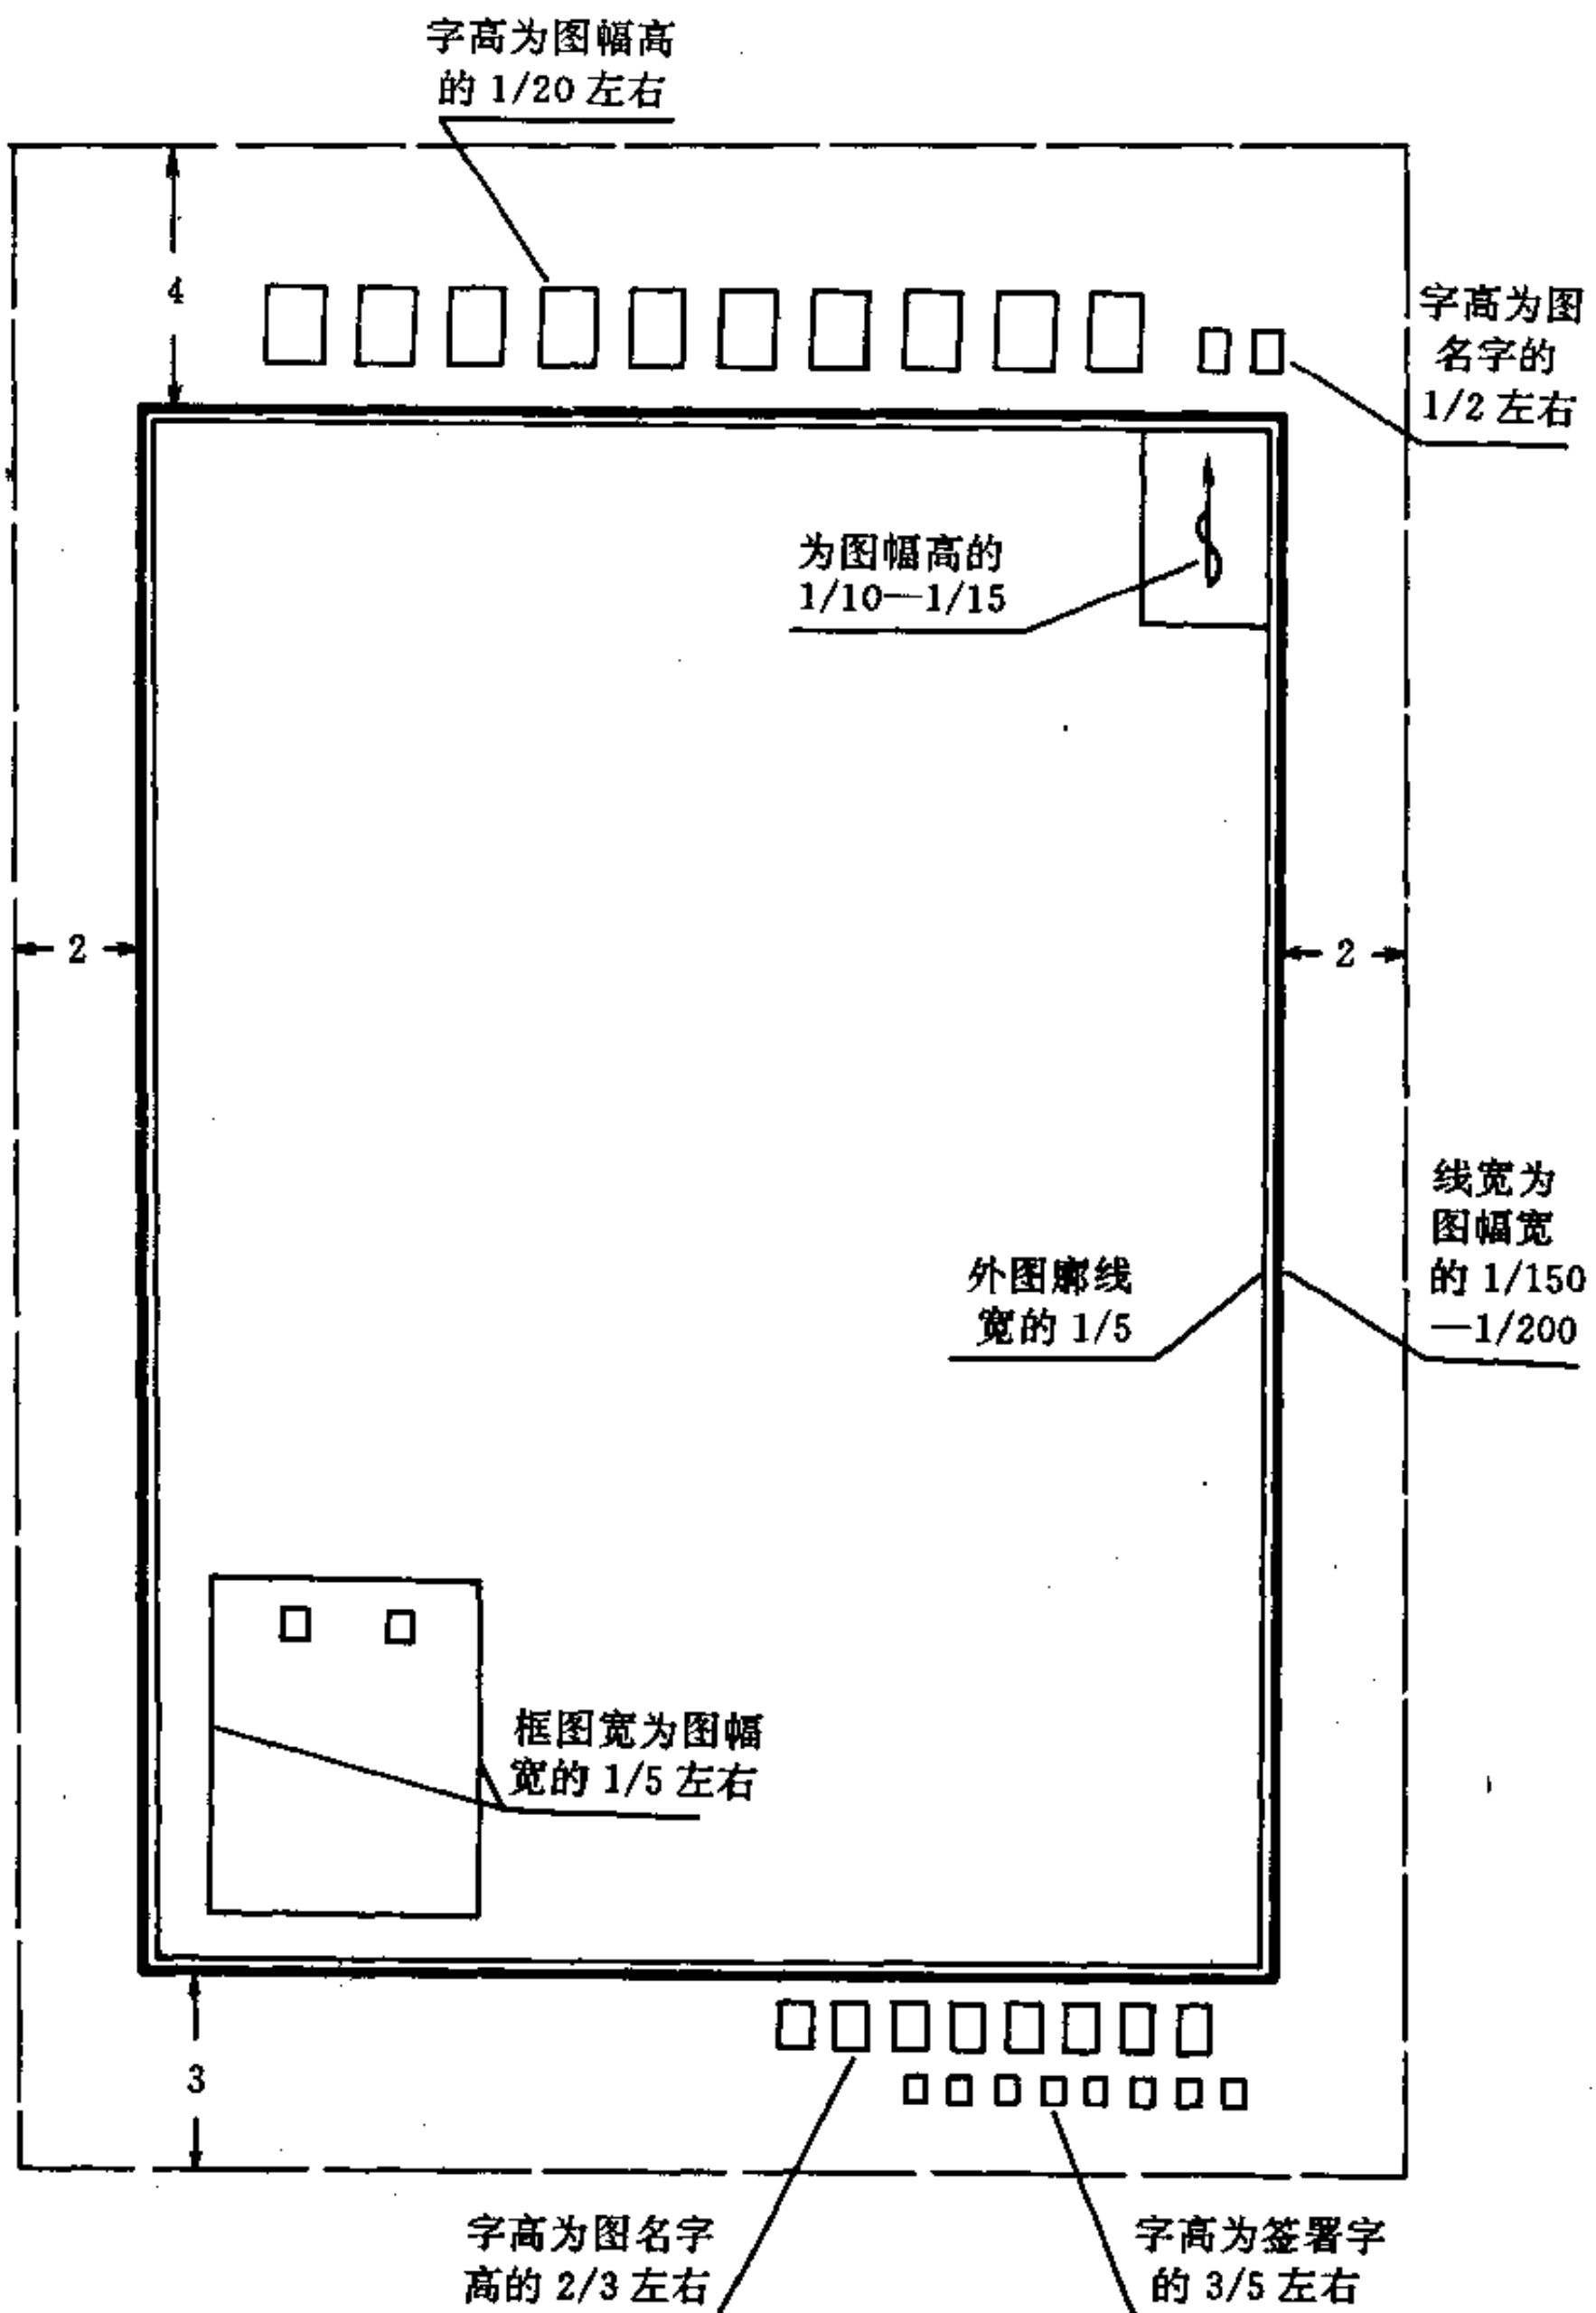 字高为图幅高
的 1/20 左右
4
字高为图
名字的
1/2 左右
为图幅高的
1/10—1/15
2
2
线宽为
图幅宽
的 1/150
—1/200
外图廓线
宽的 1/5
框图宽为图幅
宽的 1/5 左右
3
字高为图名字
高的 2/3 左右
字高为签署字
的 3/5 左右